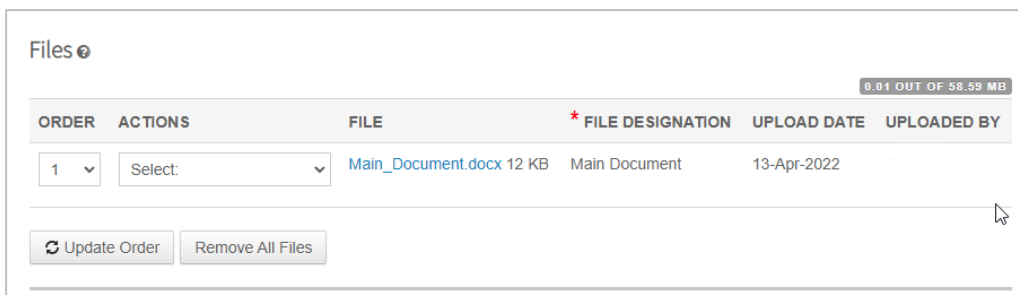 Files
0.01 OUT OF 58.59 MB
ORDER ACTIONS FILE * FILE DESIGNATION UPLOAD DATE UPLOADED BY
1 Select: Main_Document.docx 12 KB Main Document 13-Apr-2022
Update Order Remove All Files